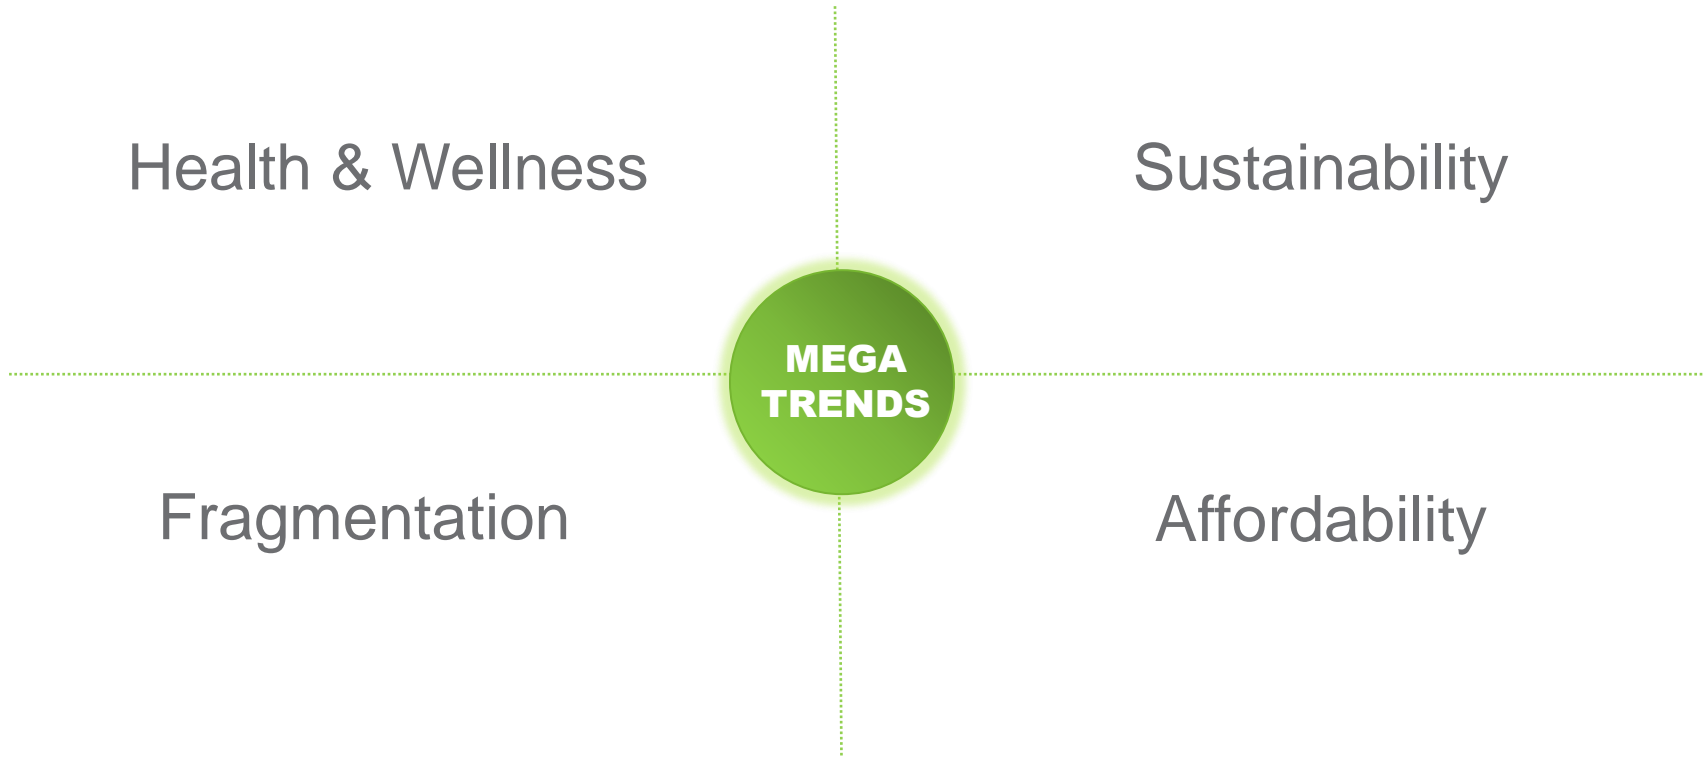 Health & Wellness
Sustainability
MEGA
TRENDS
Fragmentation
Affordability